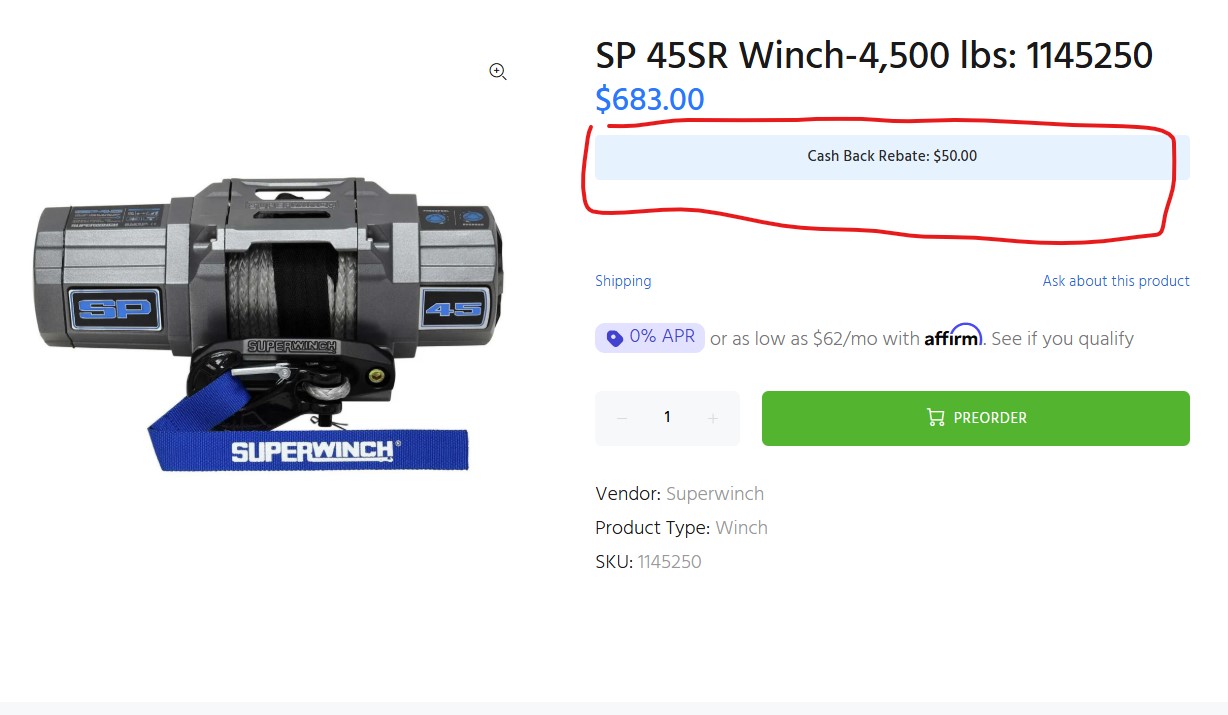 SP 45SR Winch-4,500 lbs: 1145250
$683.00
Cash Back Rebate: $50.00
Shipping
Ask about this product
0% APR or as low as $62/mo with affirm. See if you qualify
− 1 +
PREORDER
Vendor: Superwinch
Product Type: Winch
SKU: 1145250
SUPERWINCH
SP
45
SUPERWINCH
SUPERWINCH®